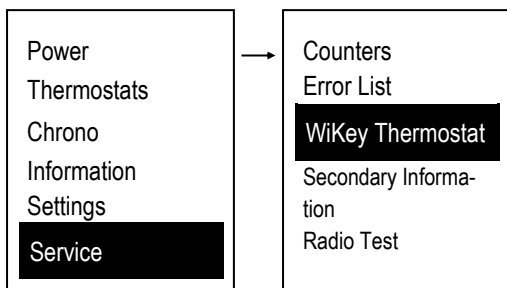 Power
Thermostats
Chrono
Information
Settings
Service
Counters
Error List
WiKey Thermostat
Secondary Informa-
tion
Radio Test